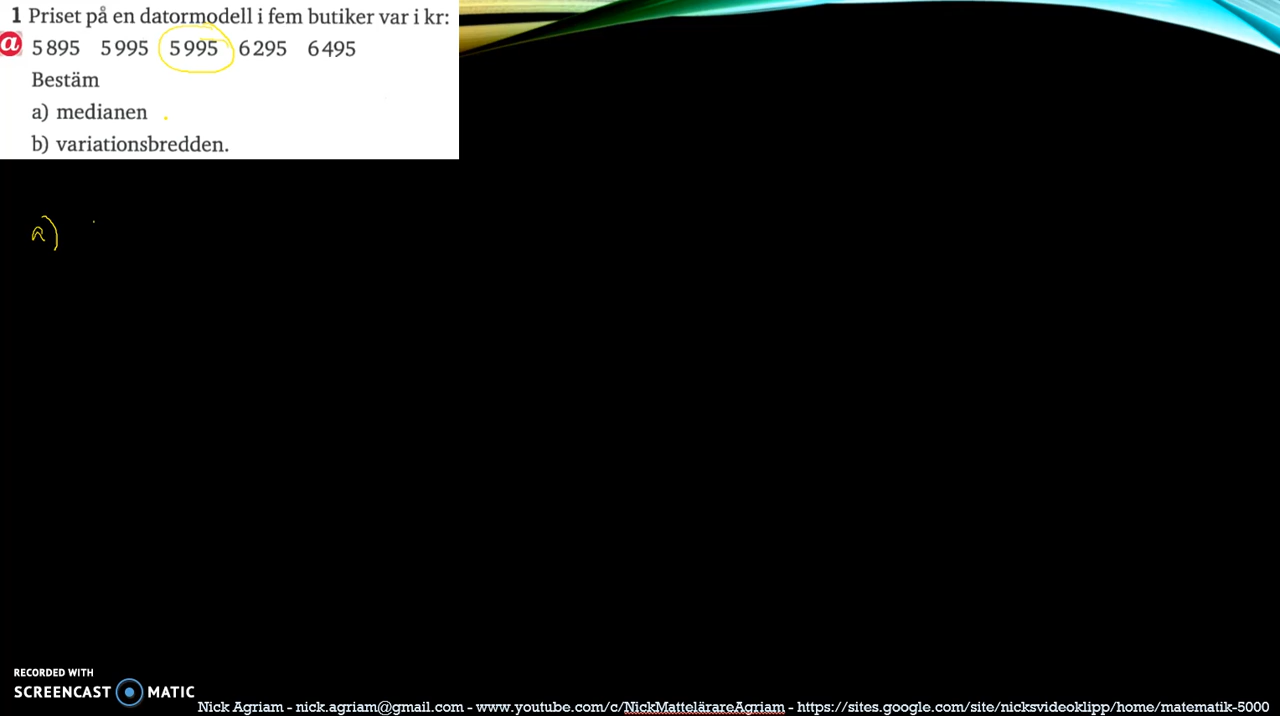 1 Priset på en datormodell i fem butiker var i kr:
a 5 895 5 995 5 995 6 295 6 495
Bestäm
a) medianen
b) variationsbredden.
a)
RECORDED WITH
SCREENCAST MATIC
Nick Agriam - nick.agriam@gmail.com - www.youtube.com/c/NickMattelärareAgriam - https://sites.google.com/site/nicksvideoklipp/home/matematik-5000